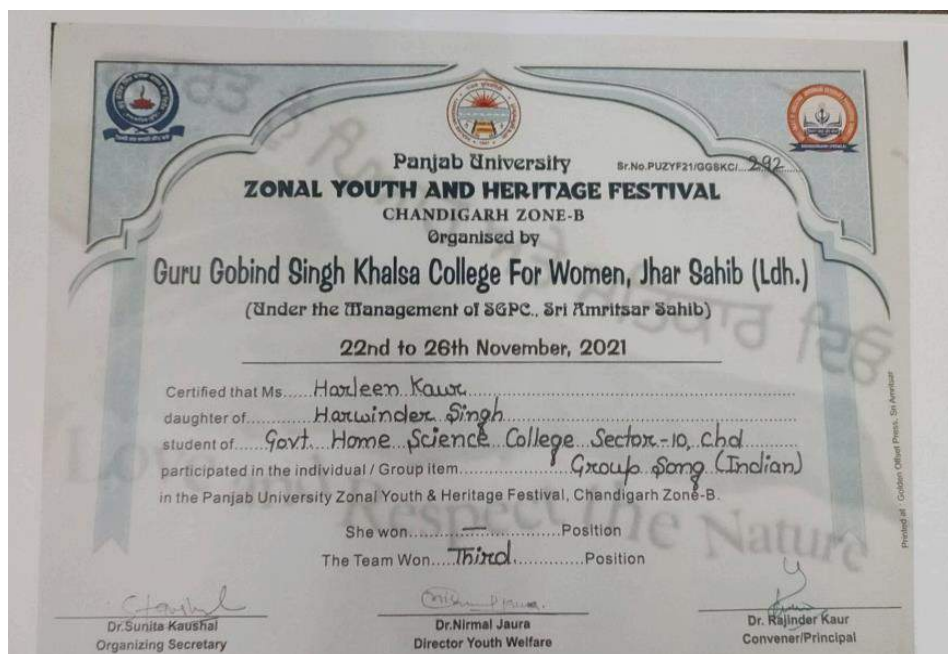 Panjab University
Sr.No.PUZYF21/GGSKC/....292......
ZONAL YOUTH AND HERITAGE FESTIVAL
CHANDIGARH ZONE-B
Organised by
Guru Gobind Singh Khalsa College For Women, Jhar Sahib (Ldh.)
(Under the Management of SGPC., Sri Amritsar Sahib)
22nd to 26th November, 2021
Certified that Ms......Harleen Kaur
daughter of............Harwinder Singh
student of.....Govt. Home Science College Sector-10, Chd
participated in the individual / Group item....................Group Song (Indian)
in the Panjab University Zonal Youth & Heritage Festival, Chandigarh Zone-B.
She won.........—............Position
The Team Won....Third.............Position
Dr.Sunita Kaushal
Organizing Secretary
Dr.Nirmal Jaura
Director Youth Welfare
Dr. Rajinder Kaur
Convener/Principal
Printed at : Golden Offset Press, Sri Amritsar
Respect the Nature